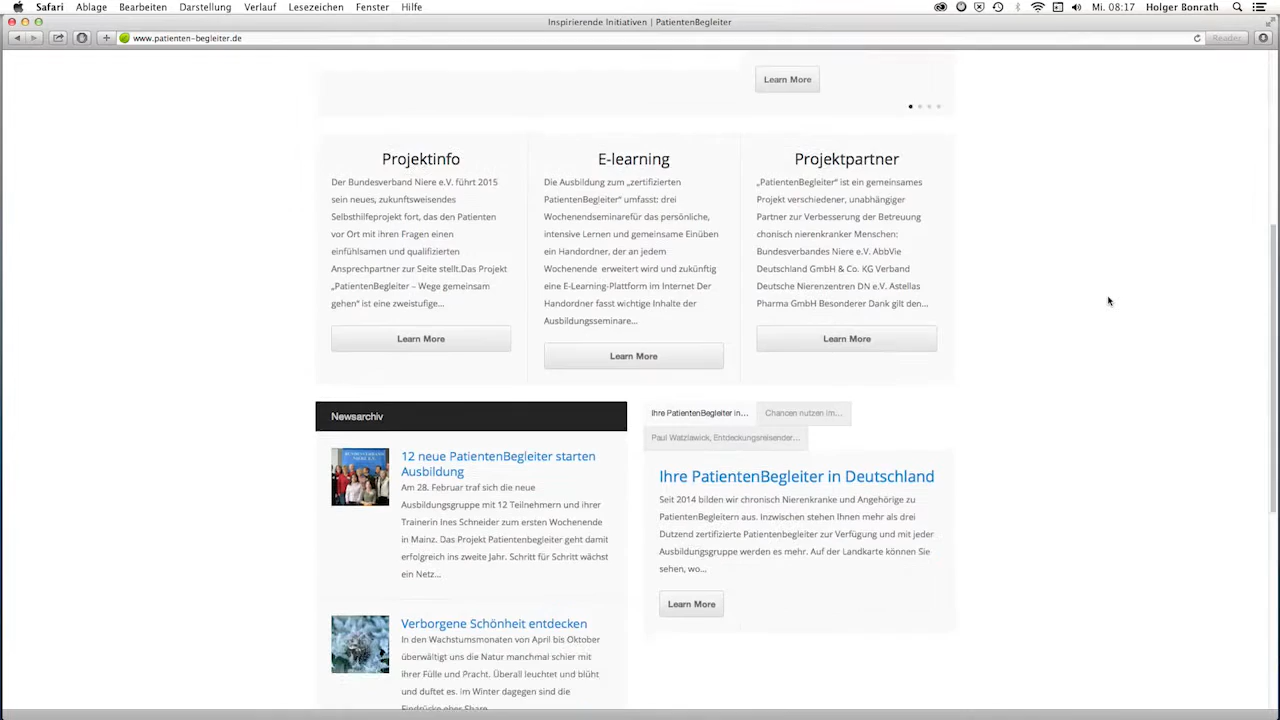 Safari Ablage Bearbeiten Darstellung Verlauf Lesezeichen Fenster Hilfe Mi. 08:17 Holger Bonrath
Inspirierende Initiativen | PatientenBegleiter
www.patienten-begleiter.de Reader
Learn More
Projektinfo
Der Bundesverband Niere e.V. führt 2015
sein neues, zukunftsweisendes
Selbsthilfeprojekt fort, das den Patienten
vor Ort mit ihren Fragen einen
einfühlsamen und qualifizierten
Ansprechpartner zur Seite stellt.Das Projekt
„PatientenBegleiter – Wege gemeinsam
gehen“ ist eine zweistufige...
Learn More
E-learning
Die Ausbildung zum „zertifizierten
PatientenBegleiter“ umfasst: drei
Wochenendseminarefür das persönliche,
intensive Lernen und gemeinsame Einüben
ein Handordner, der an jedem
Wochenende erweitert wird und zukünftig
eine E-Learning-Plattform im Internet Der
Handordner fasst wichtige Inhalte der
Ausbildungsseminare...
Learn More
Projektpartner
„PatientenBegleiter“ ist ein gemeinsames
Projekt verschiedener, unabhängiger
Partner zur Verbesserung der Betreuung
chonisch nierenkranker Menschen:
Bundesverbandes Niere e.V. AbbVie
Deutschland GmbH & Co. KG Verband
Deutsche Nierenzentren DN e.V. Astellas
Pharma GmbH Besonderer Dank gilt den...
Learn More
Newsarchiv
BUNDESVERBAND
NIERE e.V.
12 neue PatientenBegleiter starten
Ausbildung
Am 28. Februar traf sich die neue
Ausbildungsgruppe mit 12 Teilnehmern und ihrer
Trainerin Ines Schneider zum ersten Wochenende
in Mainz. Das Projekt Patientenbegleiter geht damit
erfolgreich ins zweite Jahr. Schritt für Schritt wächst
ein Netz...
Verborgene Schönheit entdecken
In den Wachstumsmonaten von April bis Oktober
überwältigt uns die Natur manchmal schier mit
ihrer Fülle und Pracht. Überall leuchtet und blüht
und duftet es. Im Winter dagegen sind die
Eindrücke eher Share
Ihre PatientenBegleiter in... Chancen nutzen im...
Paul Watzlawick, Entdeckungsreisender...
Ihre PatientenBegleiter in Deutschland
Seit 2014 bilden wir chronisch Nierenkranke und Angehörige zu
PatientenBegleitern aus. Inzwischen stehen Ihnen mehr als drei
Dutzend zertifizierte Patientenbegleiter zur Verfügung und mit jeder
Ausbildungsgruppe werden es mehr. Auf der Landkarte können Sie
sehen, wo...
Learn More